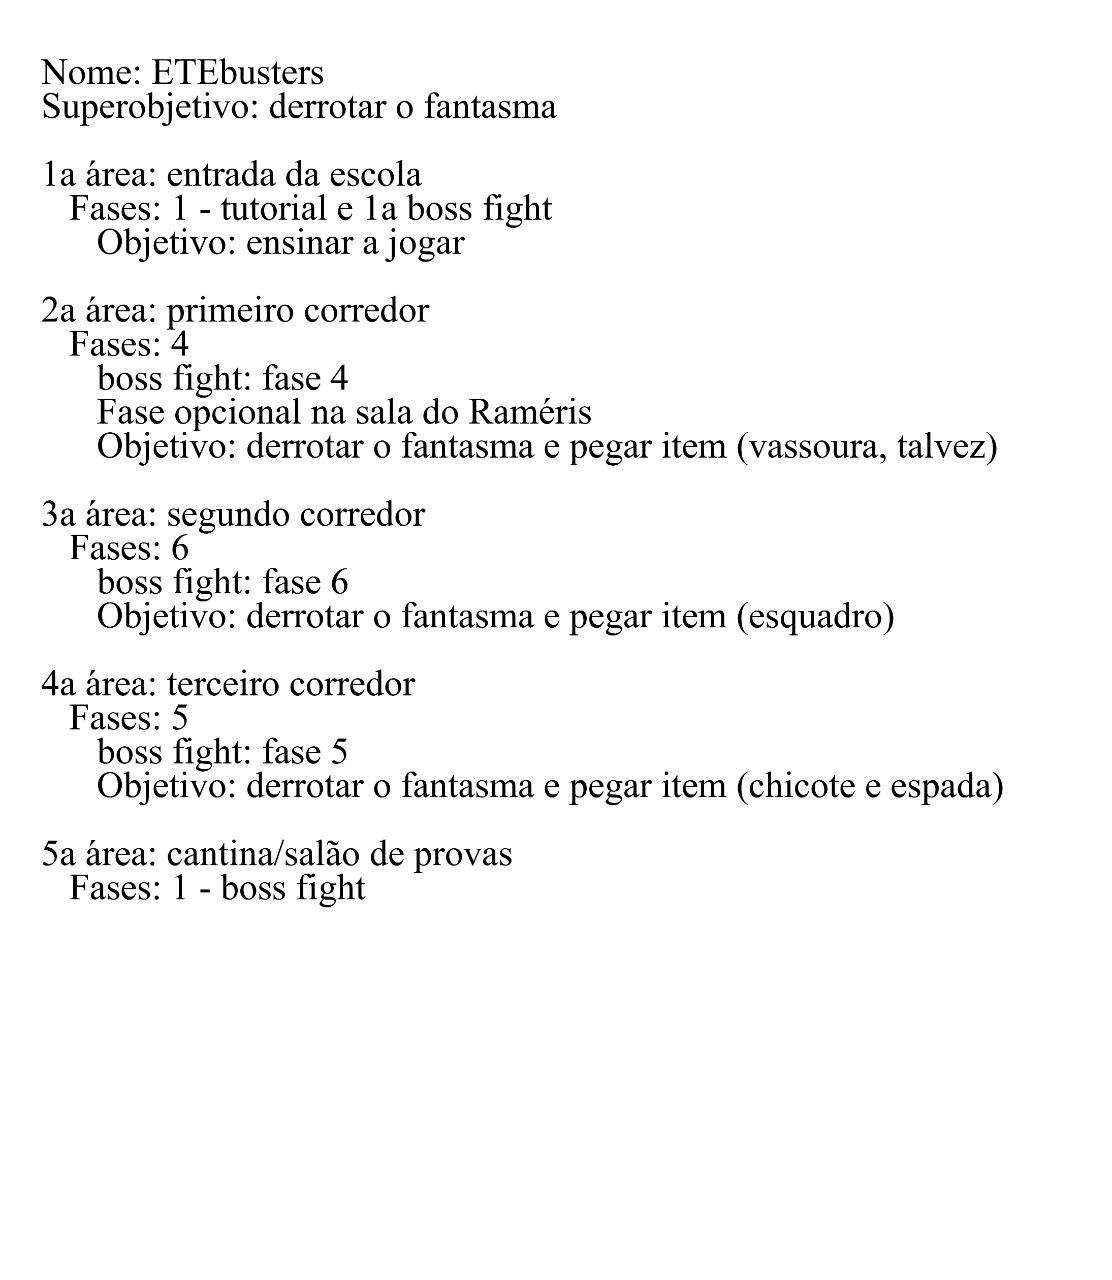 Nome: ETEbusters
Superobjetivo: derrotar o fantasma
1a área: entrada da escola
Fases: 1 - tutorial e 1a boss fight
Objetivo: ensinar a jogar
2a área: primeiro corredor
Fases: 4
boss fight: fase 4
Fase opcional na sala do Raméris
Objetivo: derrotar o fantasma e pegar item (vassoura, talvez)
3a área: segundo corredor
Fases: 6
boss fight: fase 6
Objetivo: derrotar o fantasma e pegar item (esquadro)
4a área: terceiro corredor
Fases: 5
boss fight: fase 5
Objetivo: derrotar o fantasma e pegar item (chicote e espada)
5a área: cantina/salão de provas
Fases: 1 - boss fight